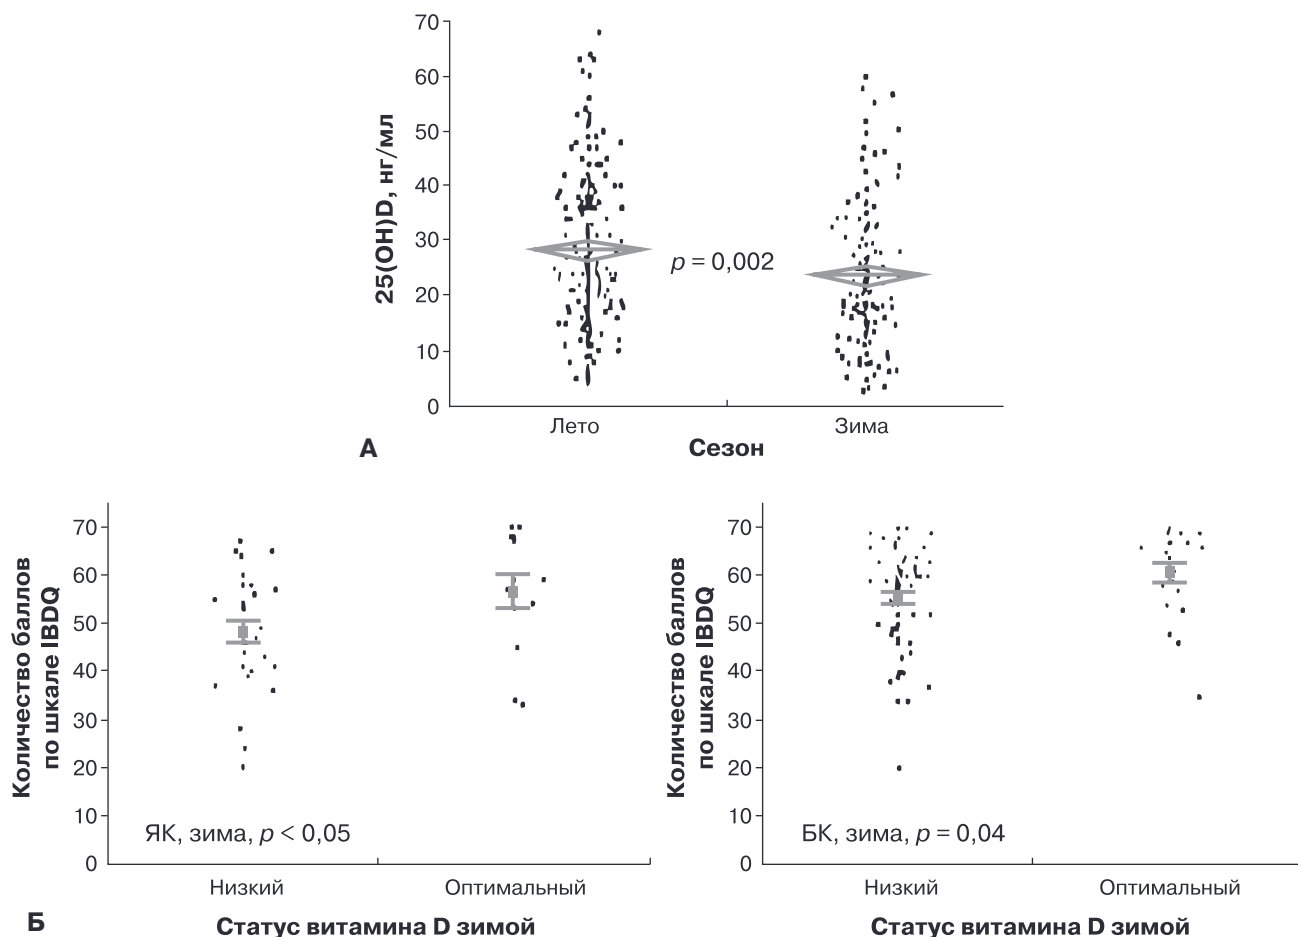 70
60
50
40
30
20
10
0
25(OH)D, нг/мл
p = 0,002
Лето
Зима
Сезон
А
70
60
50
40
30
20
10
0
Количество баллов
по шкале IBDQ
ЯК, зима, p < 0,05
Низкий
Оптимальный
Статус витамина D зимой
Б
70
60
50
40
30
20
10
0
Количество баллов
по шкале IBDQ
БК, зима, p = 0,04
Низкий
Оптимальный
Статус витамина D зимой